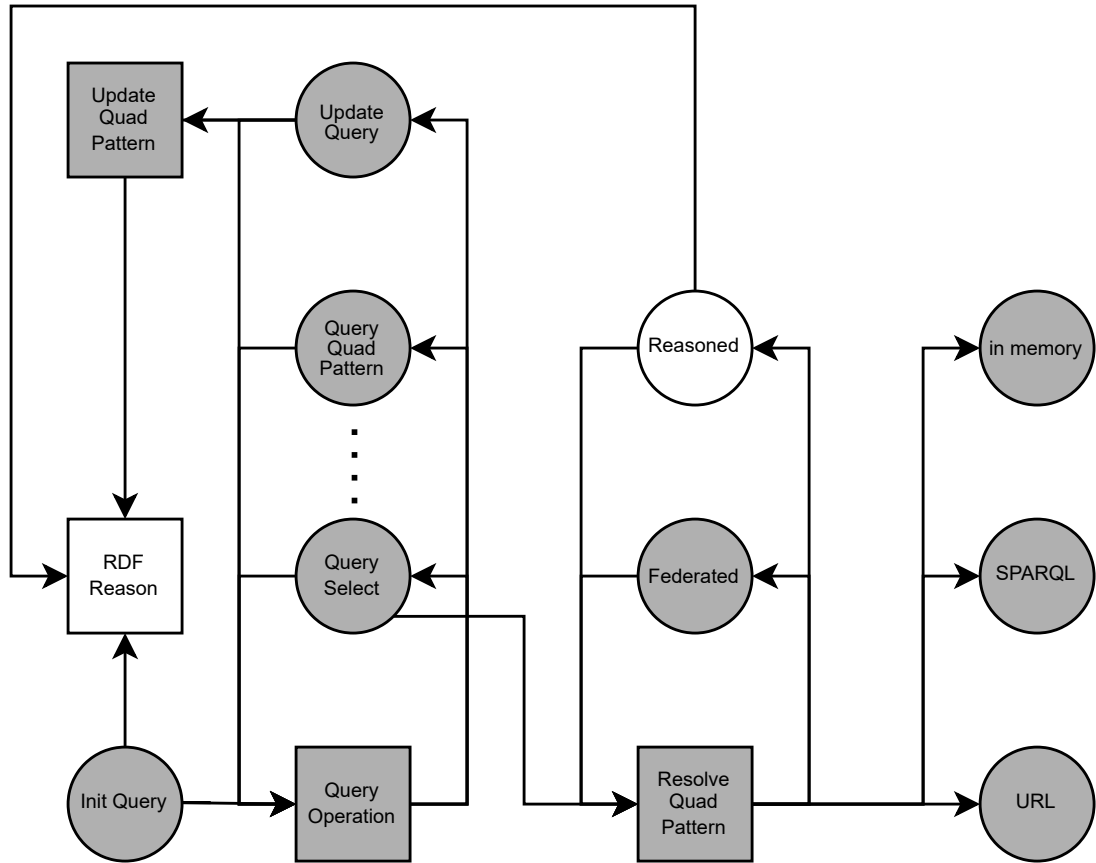 Update
Quad
Pattern
Update
Query
Query
Quad
Pattern
Reasoned
in memory
RDF
Reason
Query
Select
Federated
SPARQL
Init Query
Query
Operation
Resolve
Quad
Pattern
URL